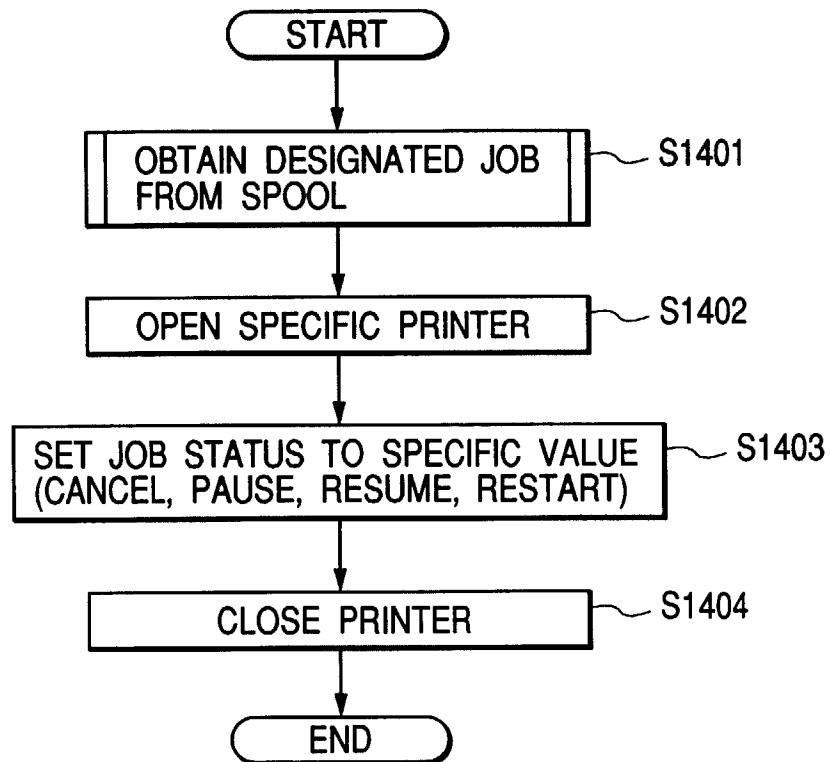 START
OBTAIN DESIGNATED JOB
FROM SPOOL
S1401
OPEN SPECIFIC PRINTER
S1402
SET JOB STATUS TO SPECIFIC VALUE
(CANCEL, PAUSE, RESUME, RESTART)
S1403
CLOSE PRINTER
S1404
END